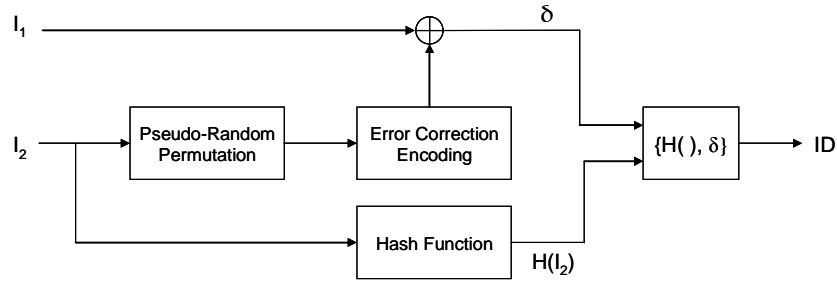 I₁
δ
I₂
Pseudo-Random
Permutation
Error Correction
Encoding
{H( ), δ}
ID
Hash Function
H(I₂)